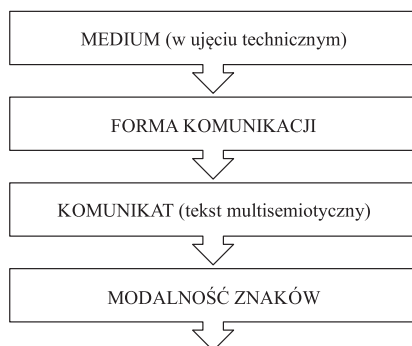 MEDIUM (w ujęciu technicznym)
FORMA KOMUNIKACJI
KOMUNIKAT (tekst multisemiotyczny)
MODALNOŚĆ ZNAKÓW